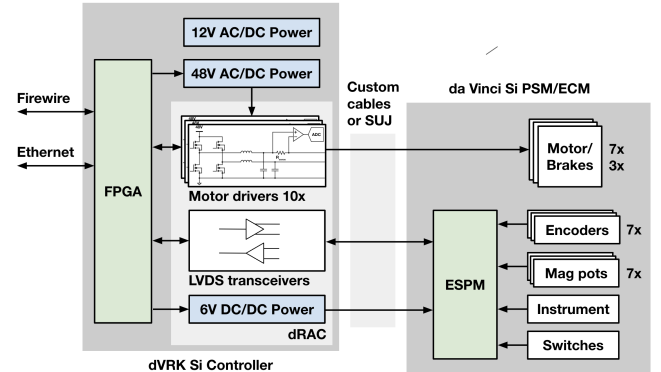 12V AC/DC Power
48V AC/DC Power
Firewire
Ethernet
FPGA
48V
ADC
Motor drivers 10x
LVDS transceivers
6V DC/DC Power
dRAC
dVRK Si Controller
Custom
cables
or SUJ
da Vinci Si PSM/ECM
Motor/
Brakes
7x
3x
ESPM
Encoders
7x
Mag pots
7x
Instrument
Switches